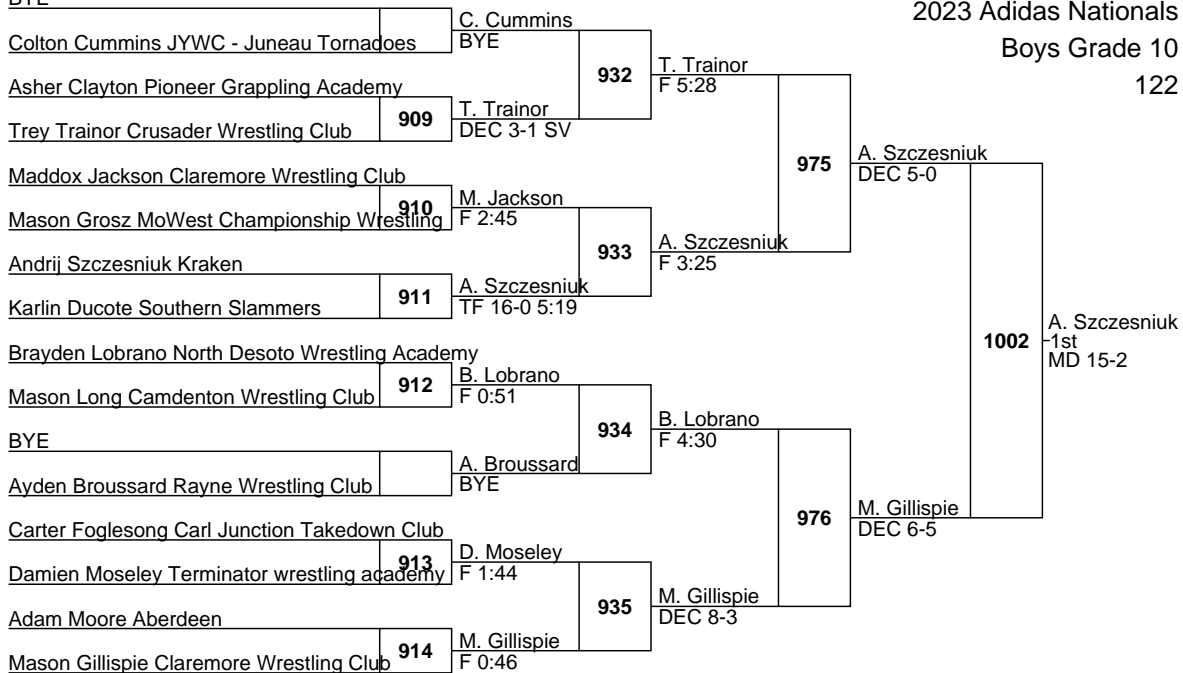 BYE
2023 Adidas Nationals
Boys Grade 10
122
C. Cummins
BYE
Colton Cummins JYWC - Juneau Tornadoes
932
T. Trainor
F 5:28
Asher Clayton Pioneer Grappling Academy
909
T. Trainor
DEC 3-1 SV
Trey Trainor Crusader Wrestling Club
975
A. Szczesniuk
DEC 5-0
Maddox Jackson Claremore Wrestling Club
910
M. Jackson
F 2:45
Mason Grosz MoWest Championship Wrestling
933
A. Szczesniuk
F 3:25
Andrij Szczesniuk Kraken
911
A. Szczesniuk
TF 16-0 5:19
Karlin Ducote Southern Slammers
1002
A. Szczesniuk
1st
MD 15-2
Brayden Lobrano North Desoto Wrestling Academy
912
B. Lobrano
F 0:51
Mason Long Camdenton Wrestling Club
934
B. Lobrano
F 4:30
BYE
A. Broussard
BYE
Ayden Broussard Rayne Wrestling Club
976
M. Gillispie
DEC 6-5
Carter Foglesong Carl Junction Takedown Club
913
D. Moseley
F 1:44
Damien Moseley Terminator wrestling academy
935
M. Gillispie
DEC 8-3
Adam Moore Aberdeen
914
M. Gillispie
F 0:46
Mason Gillispie Claremore Wrestling Club